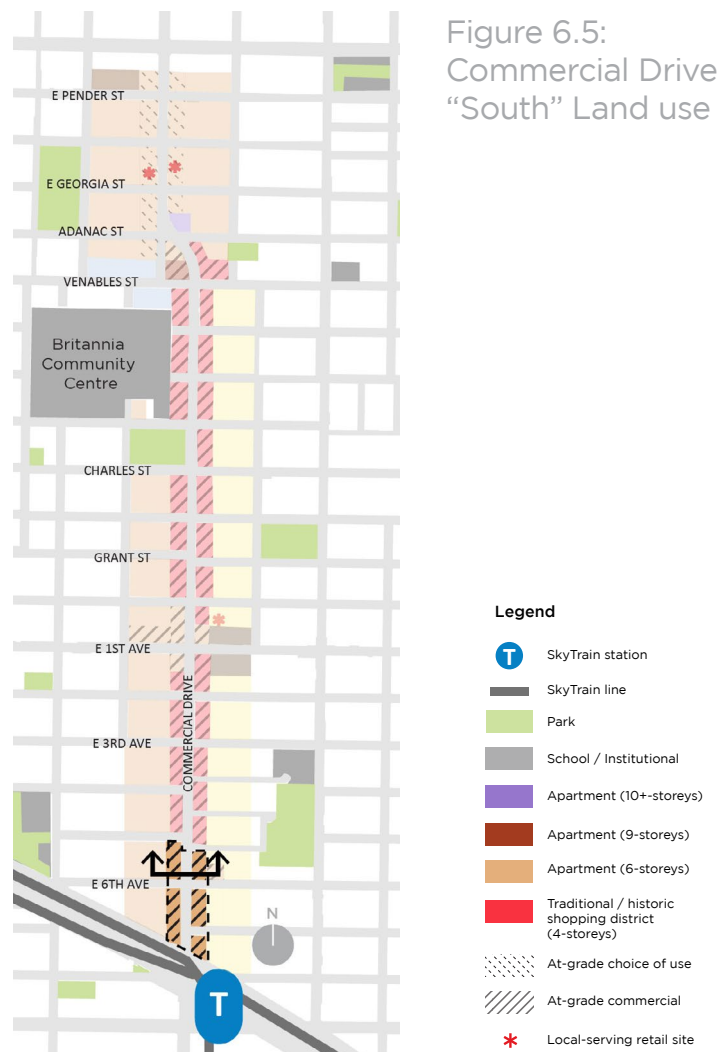 Figure 6.5:
Commercial Drive
“South” Land use
E PENDER ST
E GEORGIA ST
ADANAC ST
VENABLES ST
Britannia
Community
Centre
CHARLES ST
GRANT ST
E 1ST AVE
COMMERCIAL DRIVE
E 3RD AVE
E 6TH AVE
N
T
Legend
T SkyTrain station
SkyTrain line
Park
School / Institutional
Apartment (10+-storeys)
Apartment (9-storeys)
Apartment (6-storeys)
Traditional / historic
shopping district
(4-storeys)
At-grade choice of use
At-grade commercial
Local-serving retail site